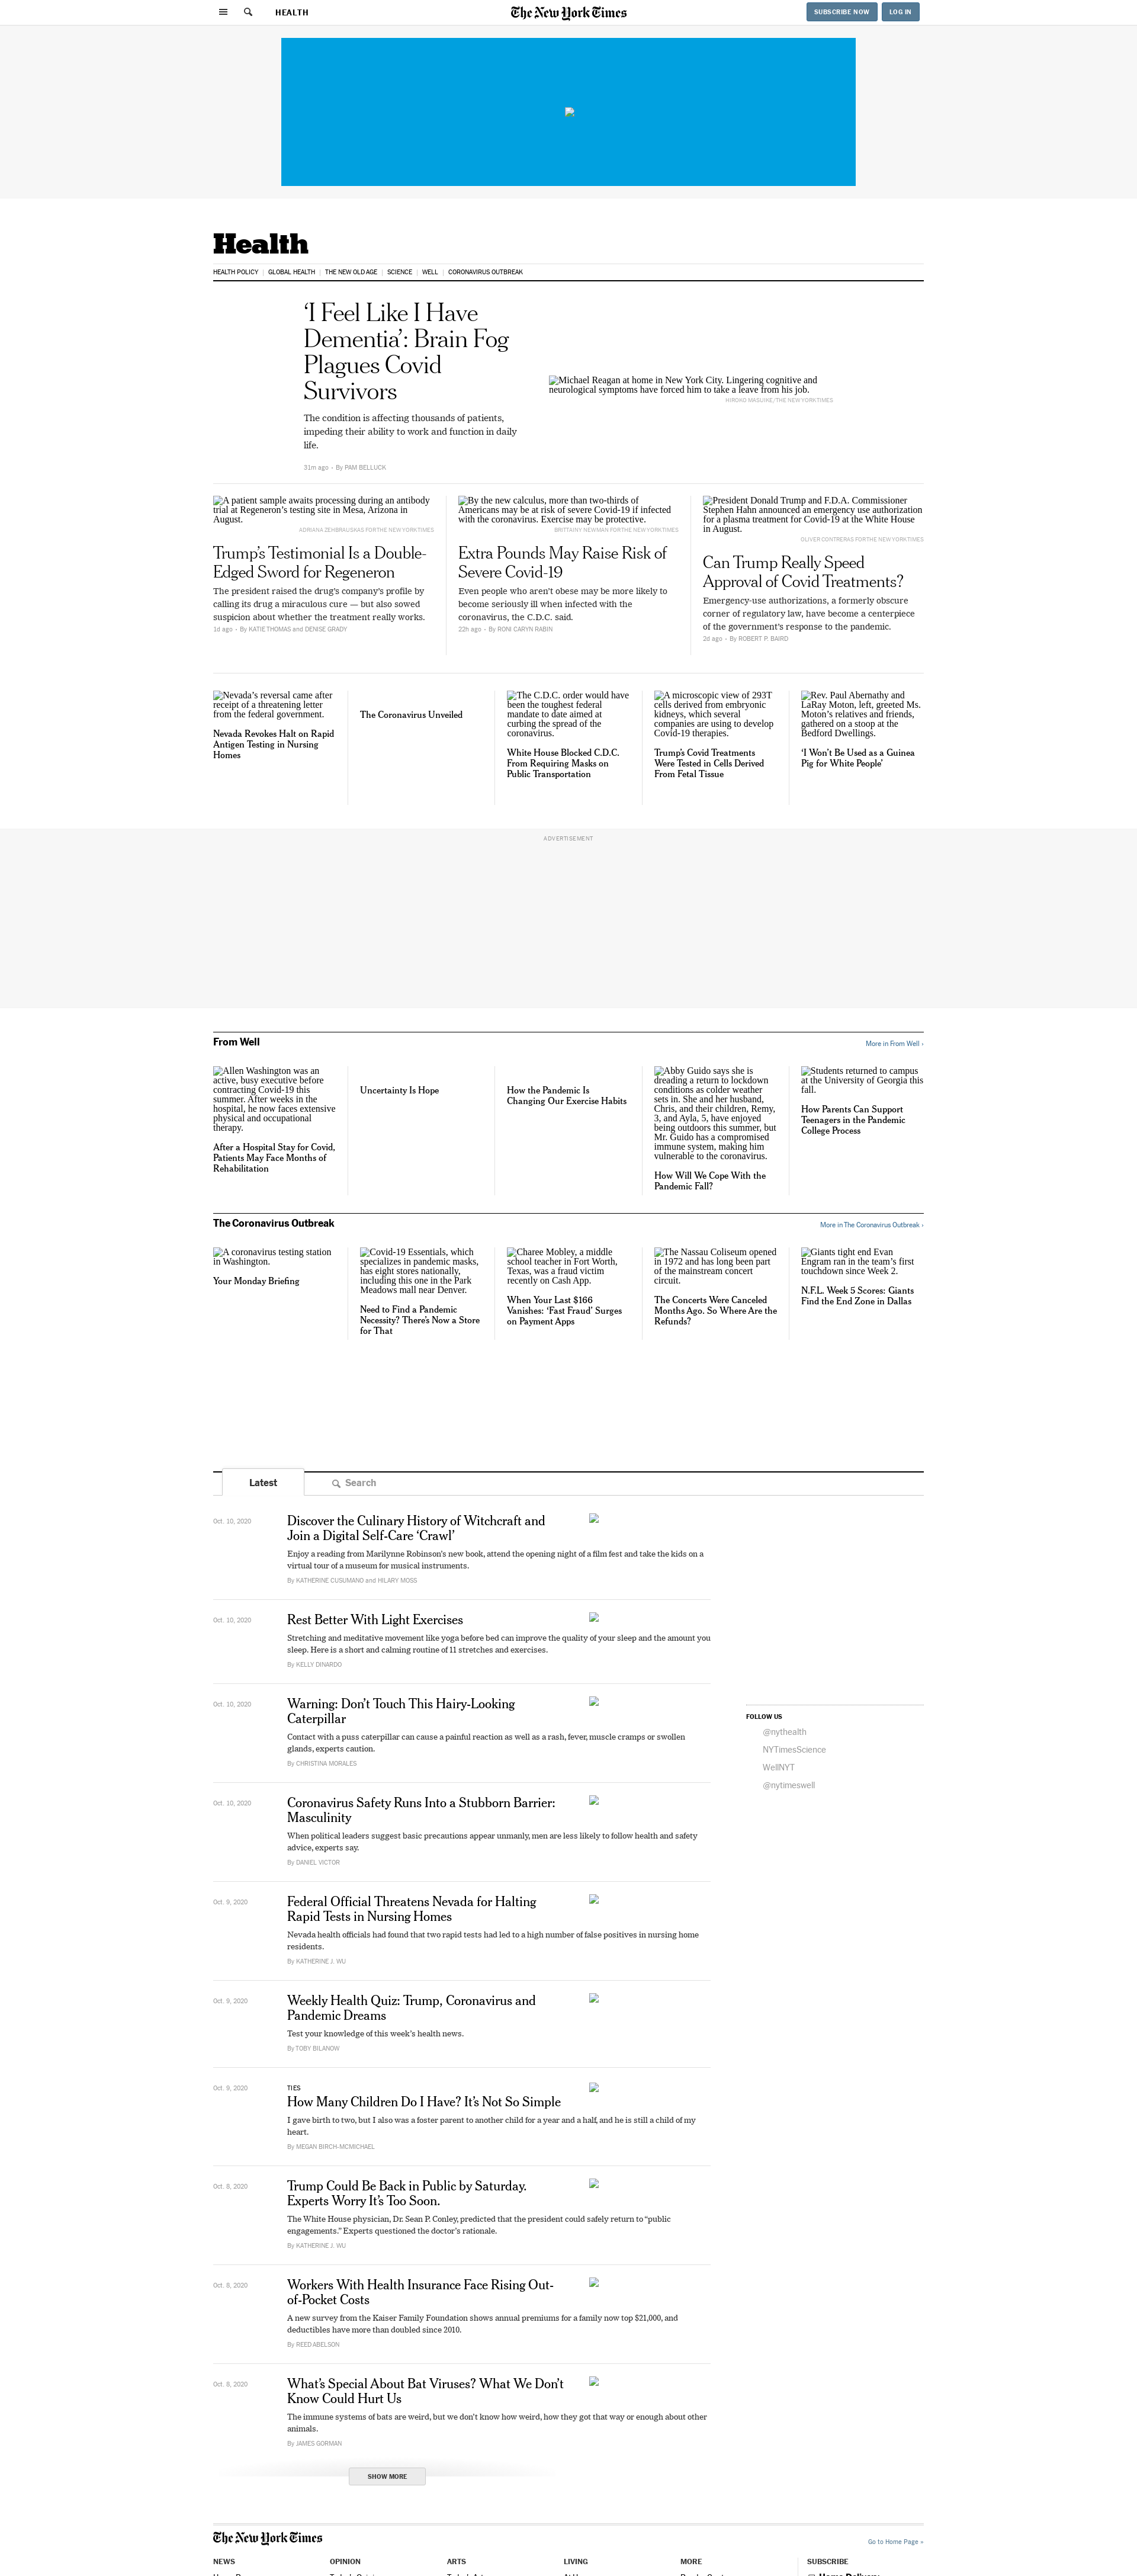 HEALTH
The New York Times
SUBSCRIBE NOW
LOG IN
Health
HEALTH POLICY
GLOBAL HEALTH
THE NEW OLD AGE
SCIENCE
WELL
CORONAVIRUS OUTBREAK
‘I Feel Like I Have
Dementia’: Brain Fog
Plagues Covid
Survivors
The condition is affecting thousands of patients,
impeding their ability to work and function in daily
life.
31m ago • By PAM BELLUCK
Michael Reagan at home in New York City. Lingering cognitive and
neurological symptoms have forced him to take a leave from his job.
HIROKO MASUIKE/THE NEW YORK TIMES
A patient sample awaits processing during an antibody
trial at Regeneron’s testing site in Mesa, Arizona in
August.
ADRIANA ZEHBRAUSKAS FOR THE NEW YORK TIMES
Trump’s Testimonial Is a Double-
Edged Sword for Regeneron
The president raised the drug’s company’s profile by
calling its drug a miraculous cure — but also sowed
suspicion about whether the treatment really works.
1d ago • By KATIE THOMAS and DENISE GRADY
By the new calculus, more than two-thirds of
Americans may be at risk of severe Covid-19 if infected
with the coronavirus. Exercise may be protective.
BRITTAINY NEWMAN FOR THE NEW YORK TIMES
Extra Pounds May Raise Risk of
Severe Covid-19
Even people who aren’t obese may be more likely to
become seriously ill when infected with the
coronavirus, the C.D.C. said.
22h ago • By RONI CARYN RABIN
President Donald Trump and F.D.A. Commissioner
Stephen Hahn announced an emergency use authorization
for a plasma treatment for Covid-19 at the White House
in August.
OLIVER CONTRERAS FOR THE NEW YORK TIMES
Can Trump Really Speed
Approval of Covid Treatments?
Emergency-use authorizations, a formerly obscure
corner of regulatory law, have become a centerpiece
of the government’s response to the pandemic.
2d ago • By ROBERT P. BAIRD
Nevada’s reversal came after
receipt of a threatening letter
from the federal government.
Nevada Revokes Halt on Rapid
Antigen Testing in Nursing
Homes
The Coronavirus Unveiled
The C.D.C. order would have
been the toughest federal
mandate to date aimed at
curbing the spread of the
coronavirus.
White House Blocked C.D.C.
From Requiring Masks on
Public Transportation
A microscopic view of 293T
cells derived from embryonic
kidneys, which several
companies are using to develop
Covid-19 therapies.
Trump’s Covid Treatments
Were Tested in Cells Derived
From Fetal Tissue
Rev. Paul Abernathy and
LaRay Moton, left, greeted Ms.
Moton’s relatives and friends,
gathered on a stoop at the
Bedford Dwellings.
‘I Won’t Be Used as a Guinea
Pig for White People’
ADVERTISEMENT
From Well
More in From Well ›
Allen Washington was an
active, busy executive before
contracting Covid-19 this
summer. After weeks in the
hospital, he now faces extensive
physical and occupational
therapy.
After a Hospital Stay for Covid,
Patients May Face Months of
Rehabilitation
Uncertainty Is Hope
How the Pandemic Is
Changing Our Exercise Habits
Abby Guido says she is
dreading a return to lockdown
conditions as colder weather
sets in. She and her husband,
Chris, and their children, Remy,
3, and Ayla, 5, have enjoyed
being outdoors this summer, but
Mr. Guido has a compromised
immune system, making him
vulnerable to the coronavirus.
How Will We Cope With the
Pandemic Fall?
Students returned to campus
at the University of Georgia this
fall.
How Parents Can Support
Teenagers in the Pandemic
College Process
The Coronavirus Outbreak
More in The Coronavirus Outbreak ›
A coronavirus testing station
in Washington.
Your Monday Briefing
Covid-19 Essentials, which
specializes in pandemic masks,
has eight stores nationally,
including this one in the Park
Meadows mall near Denver.
Need to Find a Pandemic
Necessity? There’s Now a Store
for That
Charee Mobley, a middle
school teacher in Fort Worth,
Texas, was a fraud victim
recently on Cash App.
When Your Last $166
Vanishes: ‘Fast Fraud’ Surges
on Payment Apps
The Nassau Coliseum opened
in 1972 and has long been part
of the mainstream concert
circuit.
The Concerts Were Canceled
Months Ago. So Where Are the
Refunds?
Giants tight end Evan
Engram ran in the team’s first
touchdown since Week 2.
N.F.L. Week 5 Scores: Giants
Find the End Zone in Dallas
Latest
Search
Oct. 10, 2020
Discover the Culinary History of Witchcraft and
Join a Digital Self-Care ‘Crawl’
Enjoy a reading from Marilynne Robinson’s new book, attend the opening night of a film fest and take the kids on a
virtual tour of a museum for musical instruments.
By KATHERINE CUSUMANO and HILARY MOSS
Oct. 10, 2020
Rest Better With Light Exercises
Stretching and meditative movement like yoga before bed can improve the quality of your sleep and the amount you
sleep. Here is a short and calming routine of 11 stretches and exercises.
By KELLY DINARDO
Oct. 10, 2020
Warning: Don’t Touch This Hairy-Looking
Caterpillar
Contact with a puss caterpillar can cause a painful reaction as well as a rash, fever, muscle cramps or swollen
glands, experts caution.
By CHRISTINA MORALES
FOLLOW US
@nythealth
NYTimesScience
WellNYT
@nytimeswell
Oct. 10, 2020
Coronavirus Safety Runs Into a Stubborn Barrier:
Masculinity
When political leaders suggest basic precautions appear unmanly, men are less likely to follow health and safety
advice, experts say.
By DANIEL VICTOR
Oct. 9, 2020
Federal Official Threatens Nevada for Halting
Rapid Tests in Nursing Homes
Nevada health officials had found that two rapid tests had led to a high number of false positives in nursing home
residents.
By KATHERINE J. WU
Oct. 9, 2020
Weekly Health Quiz: Trump, Coronavirus and
Pandemic Dreams
Test your knowledge of this week’s health news.
By TOBY BILANOW
Oct. 9, 2020
TIES
How Many Children Do I Have? It’s Not So Simple
I gave birth to two, but I also was a foster parent to another child for a year and a half, and he is still a child of my
heart.
By MEGAN BIRCH-MCMICHAEL
Oct. 8, 2020
Trump Could Be Back in Public by Saturday.
Experts Worry It’s Too Soon.
The White House physician, Dr. Sean P. Conley, predicted that the president could safely return to “public
engagements.” Experts questioned the doctor’s rationale.
By KATHERINE J. WU
Oct. 8, 2020
Workers With Health Insurance Face Rising Out-
of-Pocket Costs
A new survey from the Kaiser Family Foundation shows annual premiums for a family now top $21,000, and
deductibles have more than doubled since 2010.
By REED ABELSON
Oct. 8, 2020
What’s Special About Bat Viruses? What We Don’t
Know Could Hurt Us
The immune systems of bats are weird, but we don’t know how weird, how they got that way or enough about other
animals.
By JAMES GORMAN
SHOW MORE
The New York Times
Go to Home Page »
NEWS
OPINION
ARTS
LIVING
MORE
SUBSCRIBE